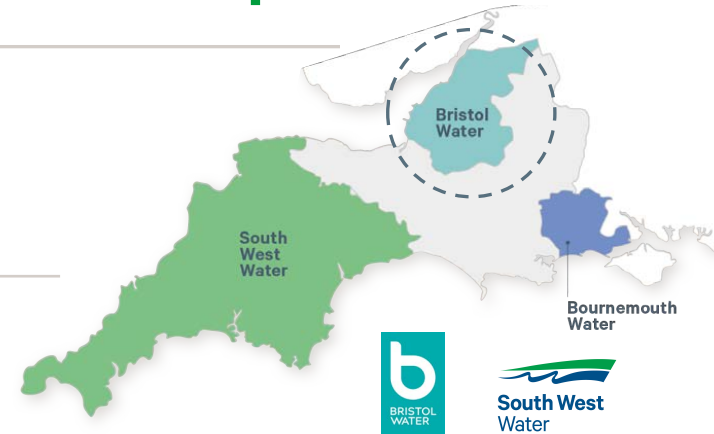 Bristol
Water
South
West
Water
Bournemouth
Water
b
BRISTOL
WATER
South West
Water